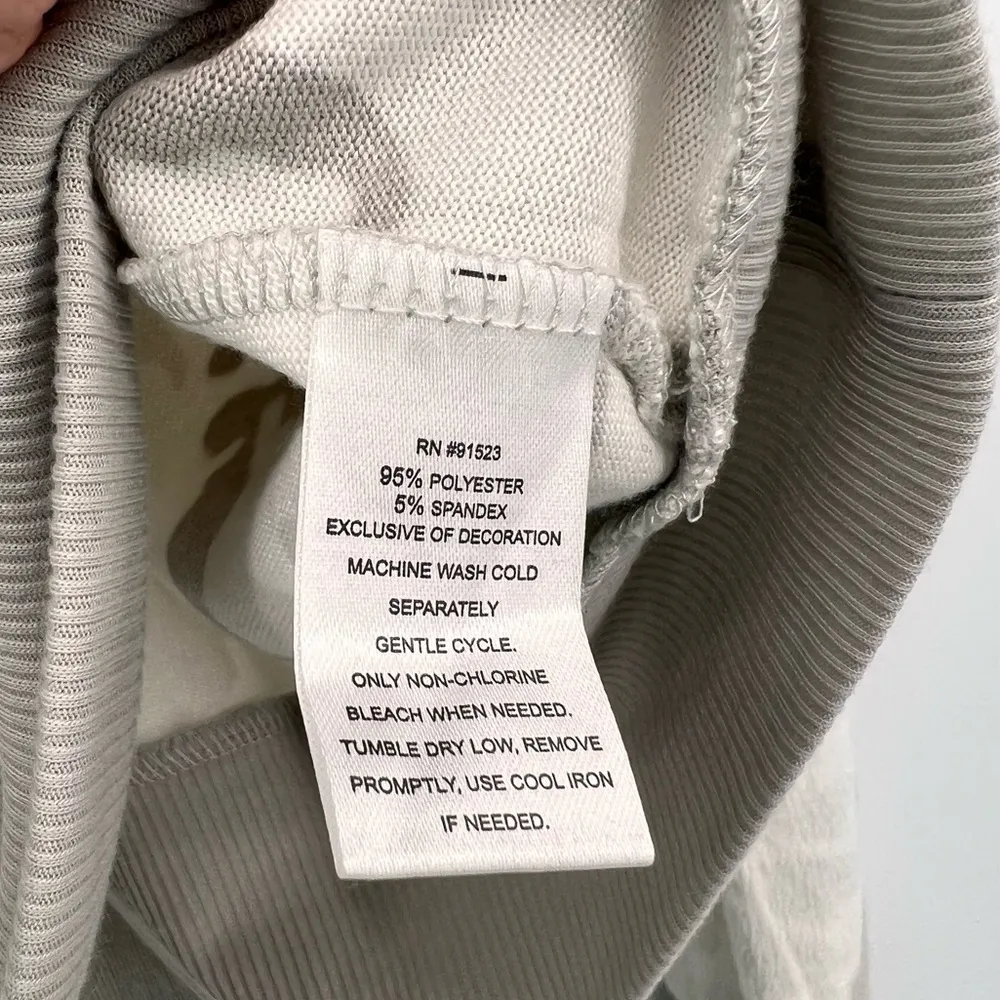 RN #91523
95% POLYESTER
5% SPANDEX
EXCLUSIVE OF DECORATION
MACHINE WASH COLD
SEPARATELY
GENTLE CYCLE.
ONLY NON-CHLORINE
BLEACH WHEN NEEDED.
TUMBLE DRY LOW, REMOVE
PROMPTLY, USE COOL IRON
IF NEEDED.